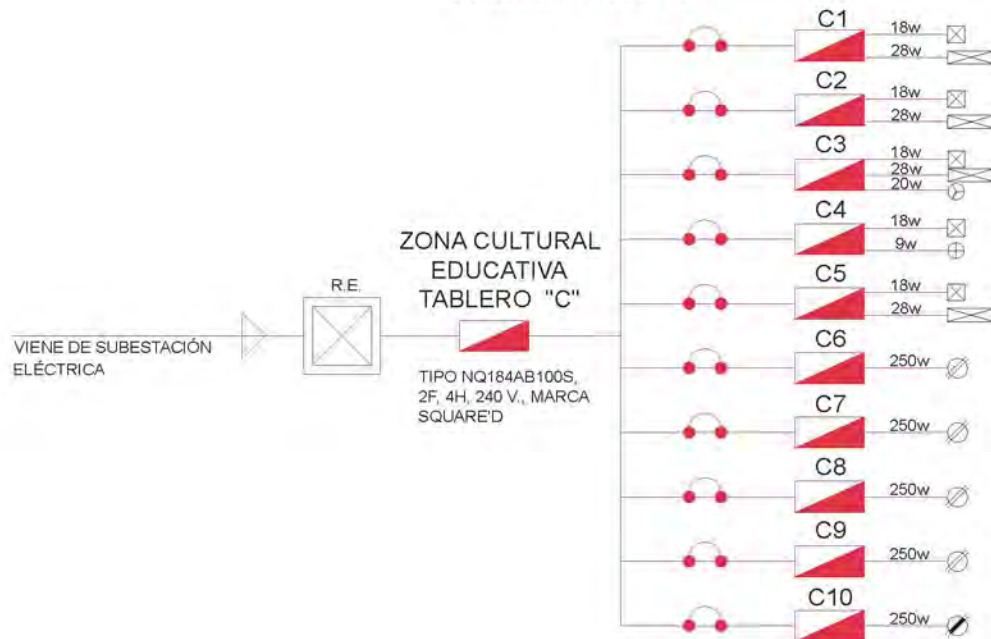 VIENE DE SUBESTACIÓN
ELÉCTRICA
R.E.
ZONA CULTURAL
EDUCATIVA
TABLERO "C"
TIPO NQ184AB100S,
2F, 4H, 240 V., MARCA
SQUARE'D
C1
18w
28w
C2
18w
28w
C3
18w
28w
20w
C4
18w
9w
C5
18w
28w
C6
250w
C7
250w
C8
250w
C9
250w
C10
250w